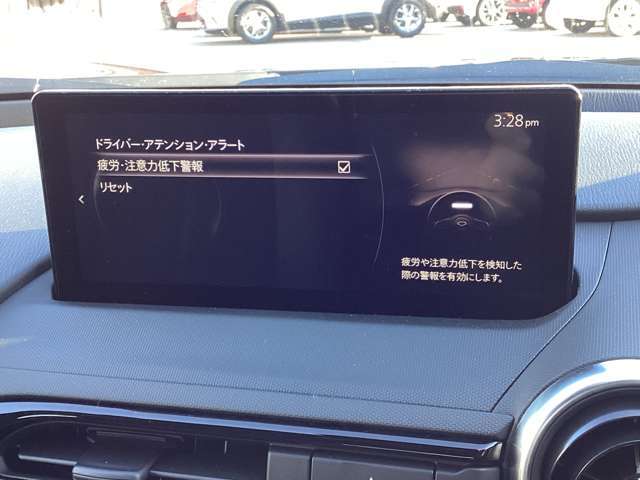 3:28pm
ドライバー・アテンション・アラート
疲労・注意力低下警報
リセット
疲労や注意力低下を検知した
際の警報を有効にします。